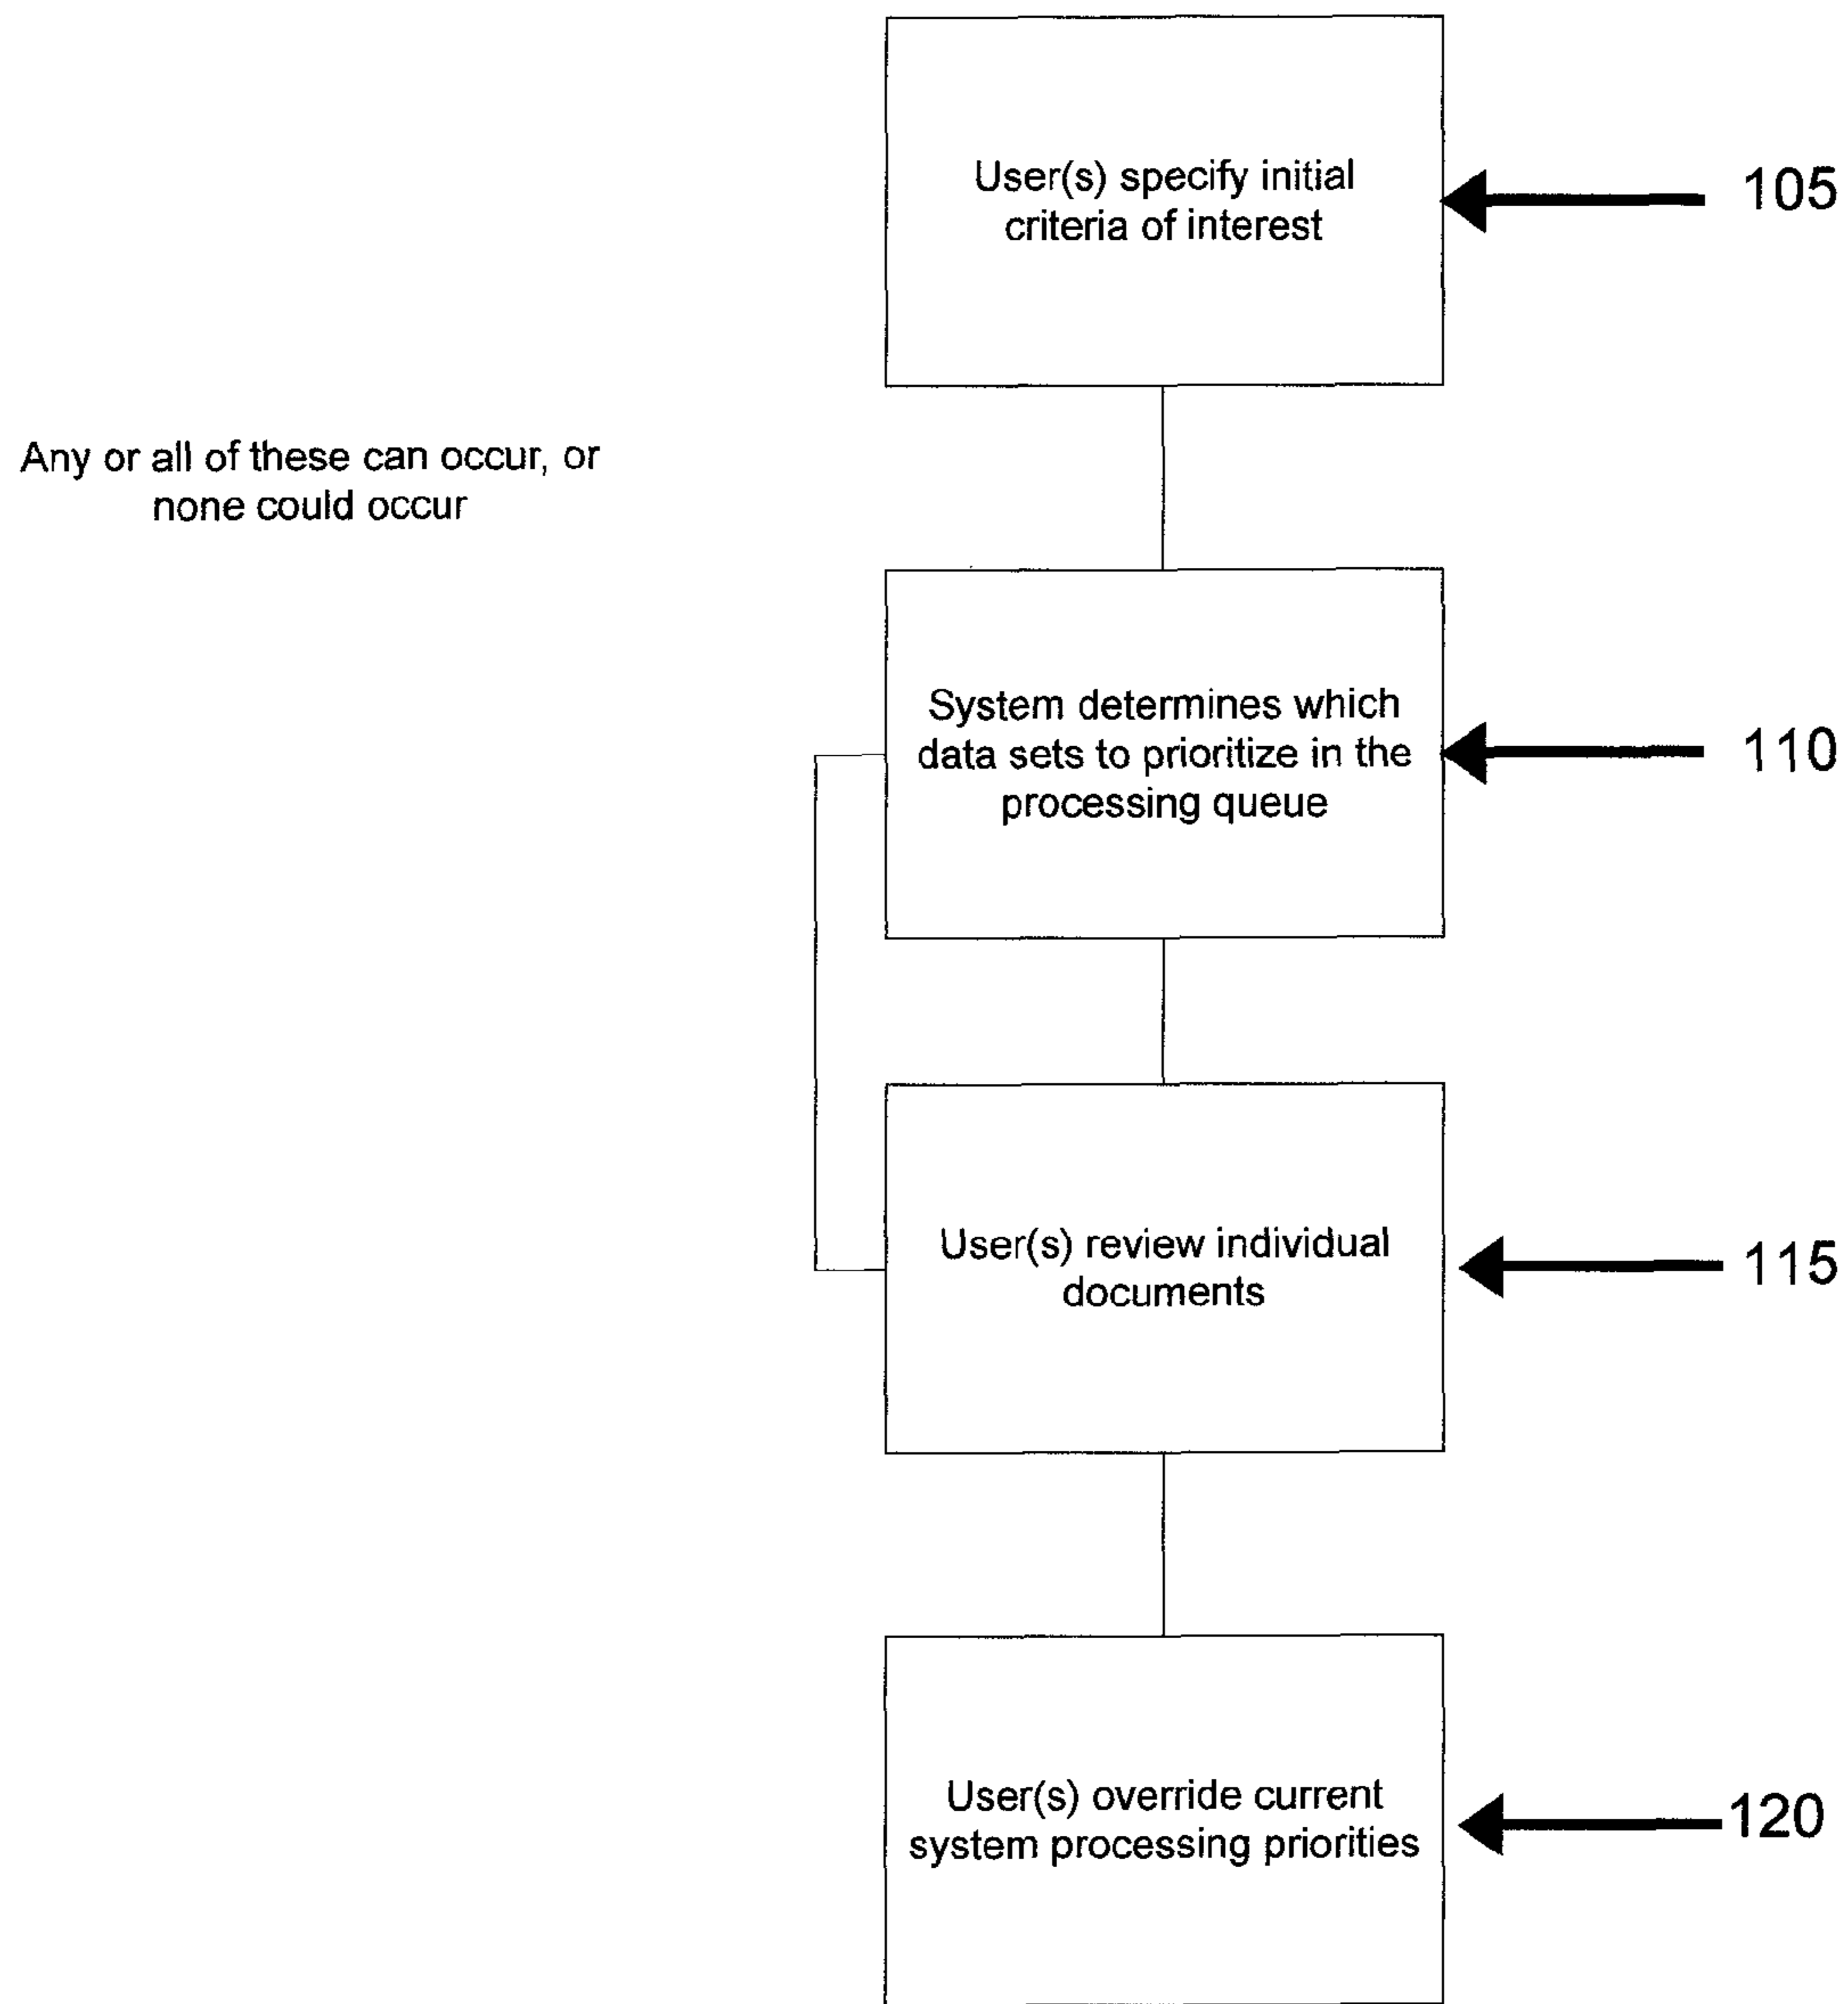 User(s) specify initial
criteria of interest
105
Any or all of these can occur, or
none could occur
System determines which
data sets to prioritize in the
processing queue
110
User(s) review individual
documents
115
User(s) override current
system processing priorities
120